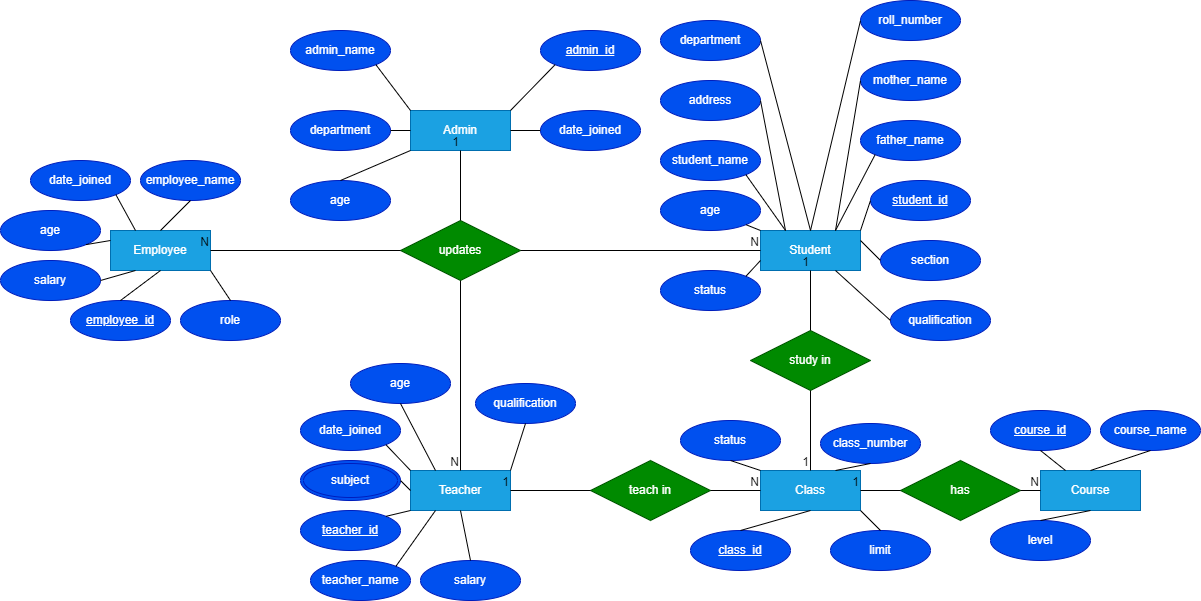 roll_number
department
admin_name
admin_id
mother_name
address
department
Admin
1
date_joined
father_name
student_name
date_joined
employee_name
age
student_id
age
age
Employee
N
updates
N
Student
1
section
salary
status
employee_id
role
qualification
study in
age
qualification
date_joined
status
class_number
course_id
course_name
N
1
subject
Teacher
1
teach in
N
Class
1
has
N
Course
teacher_id
class_id
limit
level
teacher_name
salary